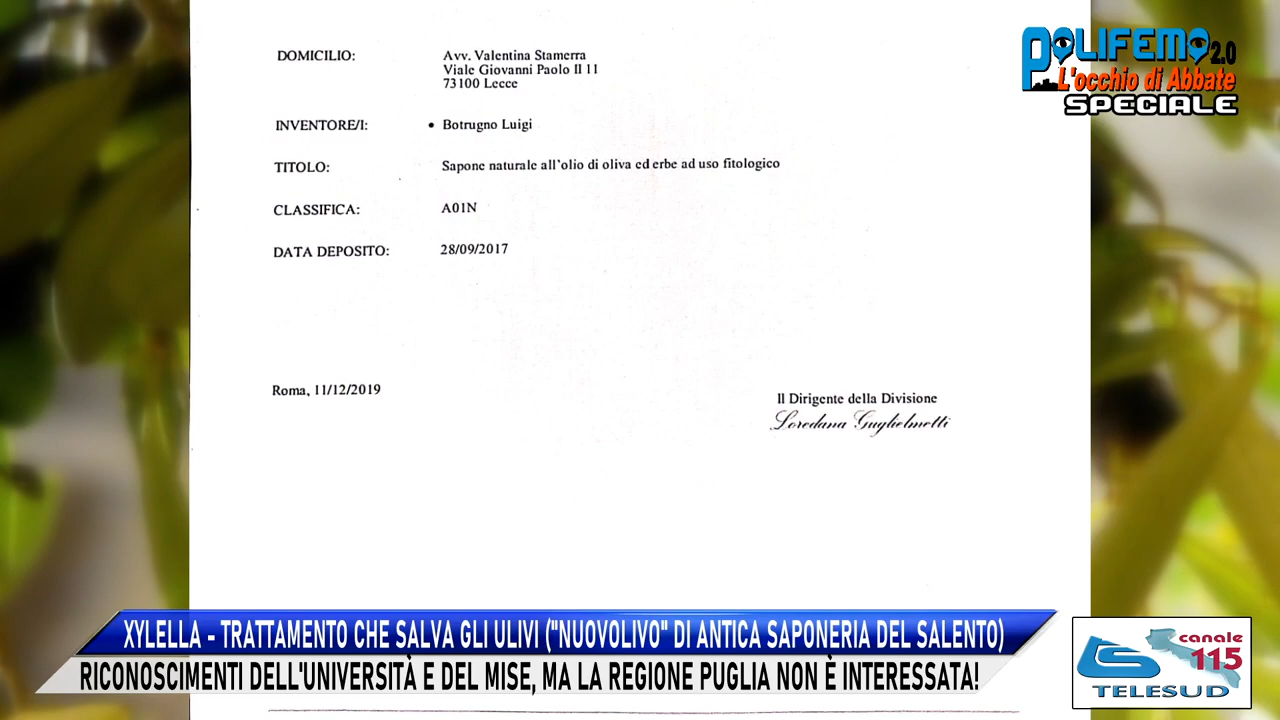 DOMICILIO:
Avv. Valentina Stamerra
Viale Giovanni Paolo II 11
73100 Lecce
INVENTORE/I:
• Botrugno Luigi
TITOLO:
Sapone naturale all'olio di oliva ed erbe ad uso fitologico
CLASSIFICA:
A01N
DATA DEPOSITO:
28/09/2017
Roma, 11/12/2019
Il Dirigente della Divisione
Loredana Guglielmetti
POLIFEMO 2.0
L'occhio di Abbate
SPECIALE
XYLELLA - TRATTAMENTO CHE SALVA GLI ULIVI ("NUOVOLIVO" DI ANTICA SAPONERIA DEL SALENTO)
RICONOSCIMENTI DELL'UNIVERSITÀ E DEL MISE, MA LA REGIONE PUGLIA NON È INTERESSATA!
canale
115
TS
TELESUD